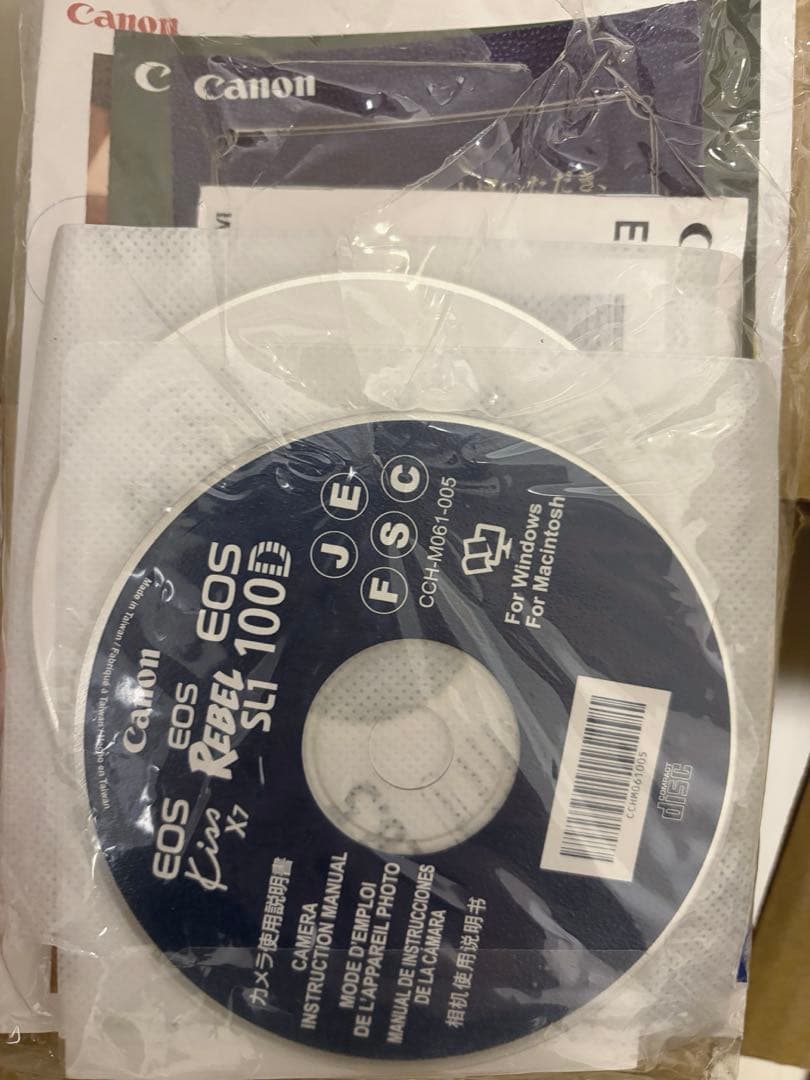 Canon
C
Canon
E
C
Canon
EOS
Kiss
X7
EOS
REBEL
SL1
EOS
100D
J
E
F
S
C
CCH-M061-005
For Windows
For Macintosh
Made in Taiwan / Fabriqué à Taiwan / Hecho en Taiwan
カメラ使用説明書
CAMERA
INSTRUCTION MANUAL
MODE D'EMPLOI
DE L'APPAREIL PHOTO
MANUAL DE INSTRUCCIONES
DE LA CÁMARA
相机使用说明书
CCHM061005
COMPACT
disc